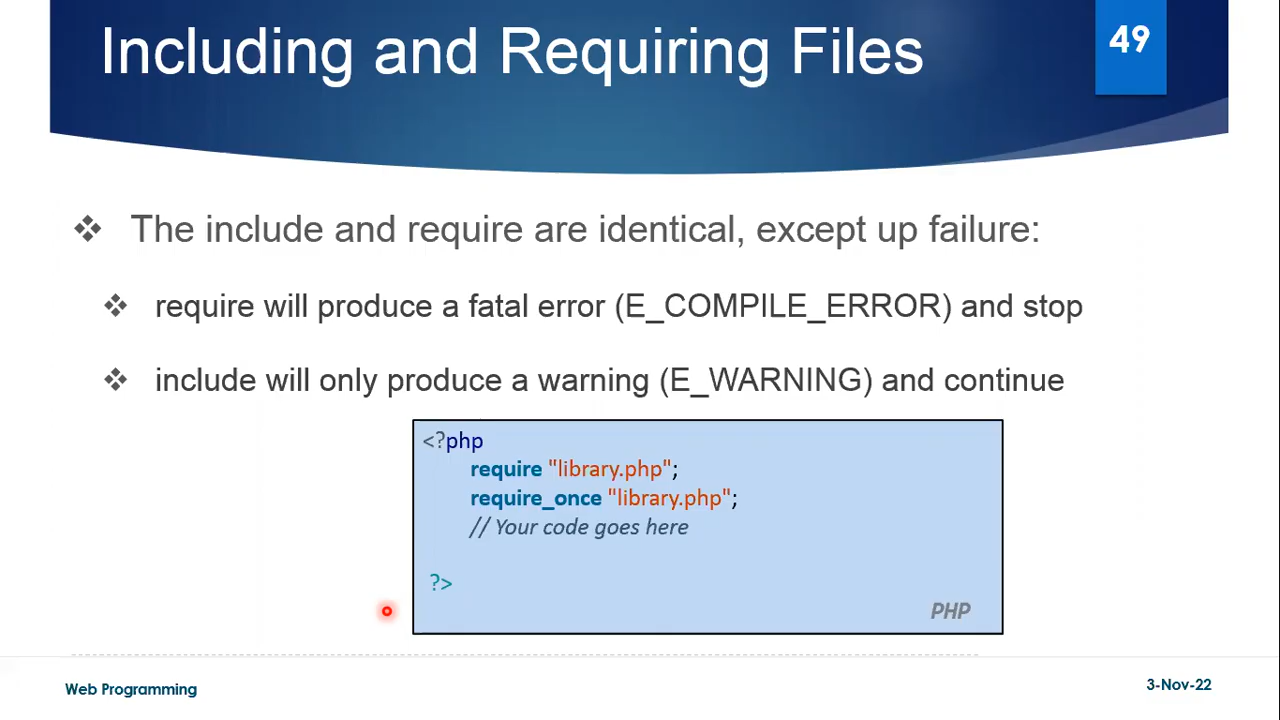 Including and Requiring Files
49
The include and require are identical, except up failure:
require will produce a fatal error (E_COMPILE_ERROR) and stop
include will only produce a warning (E_WARNING) and continue
<?php
require "library.php";
require_once "library.php";
// Your code goes here
?>
PHP
Web Programming
3-Nov-22